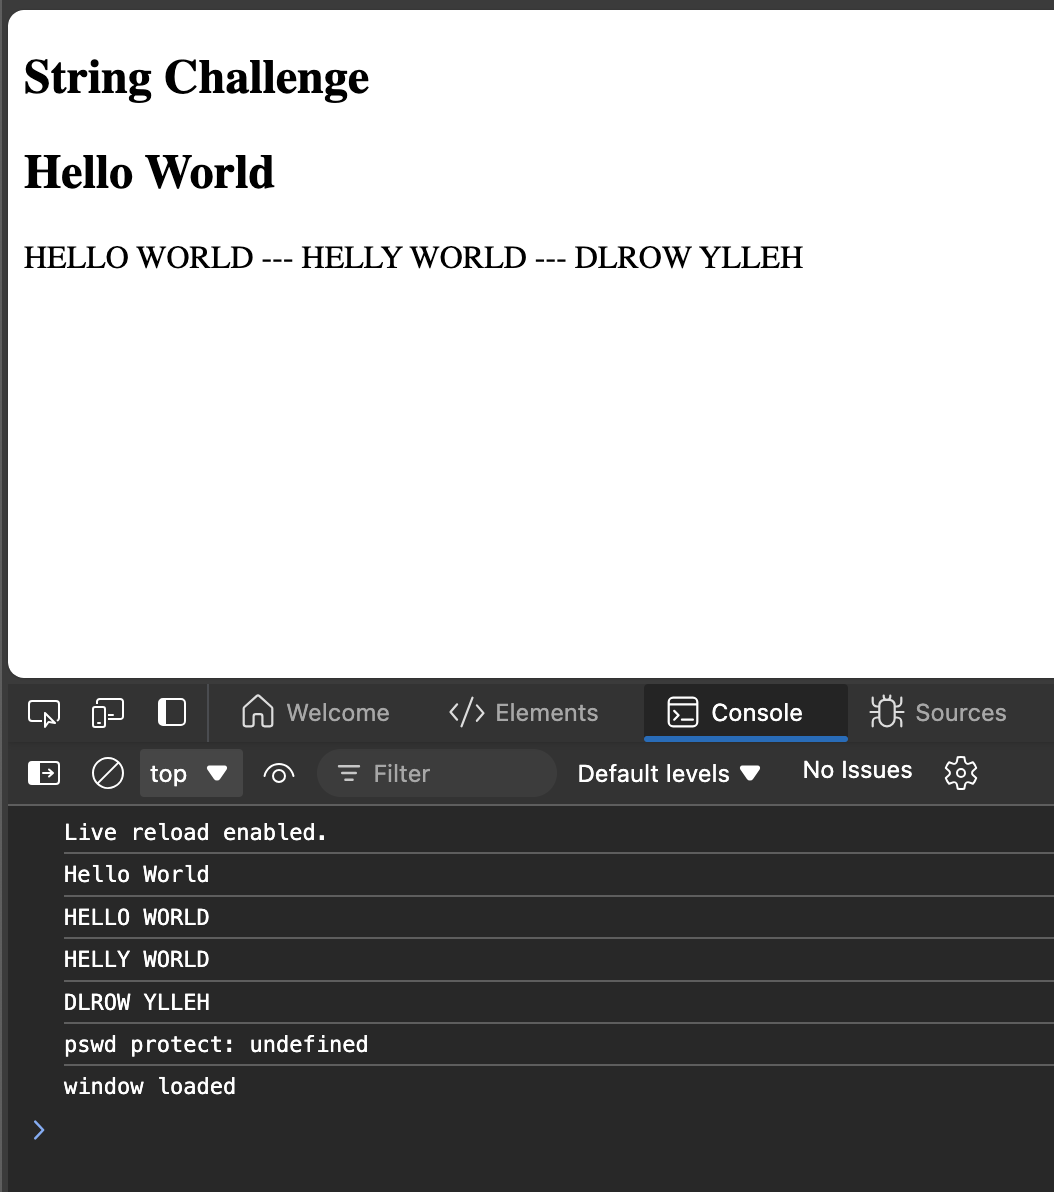 String Challenge
Hello World
HELLO WORLD --- HELLY WORLD --- DLROW YLLEH
Welcome Elements Console Sources
top Filter Default levels No Issues
Live reload enabled.
Hello World
HELLO WORLD
HELLY WORLD
DLROW YLLEH
pswd protect: undefined
window loaded